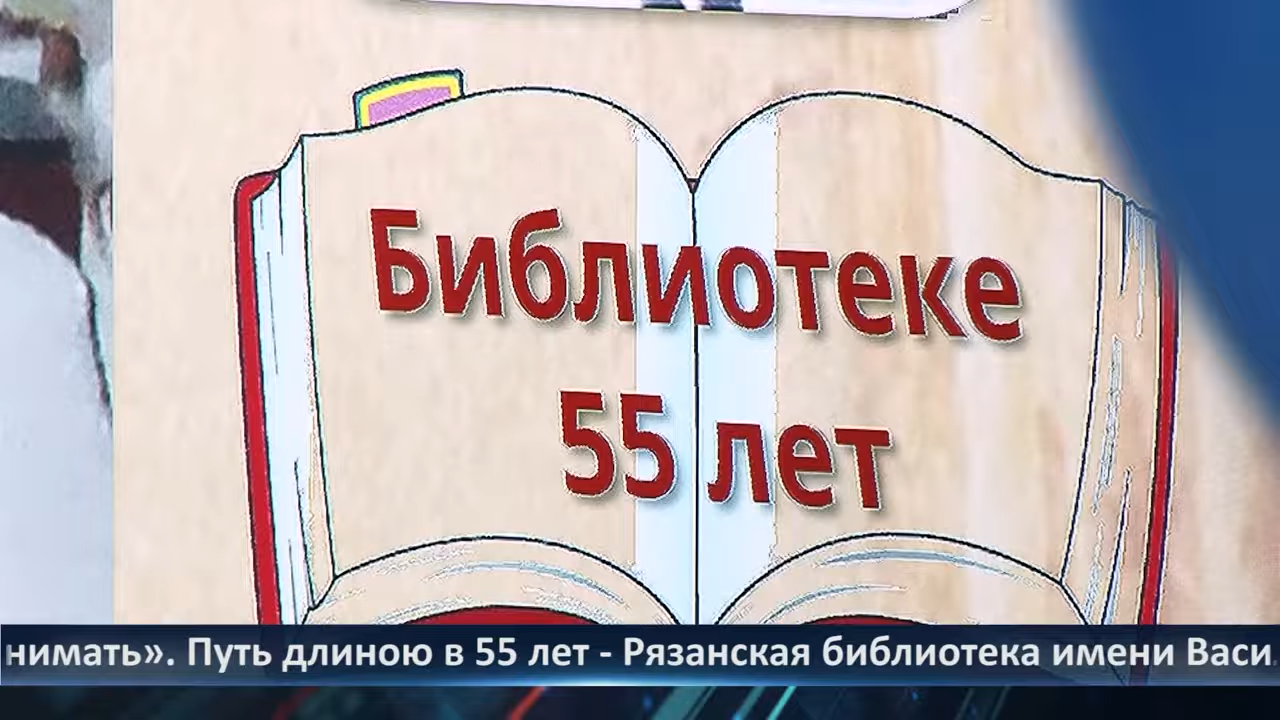 Библиотеке
55 лет
нимать». Путь длиною в 55 лет - Рязанская библиотека имени Васи